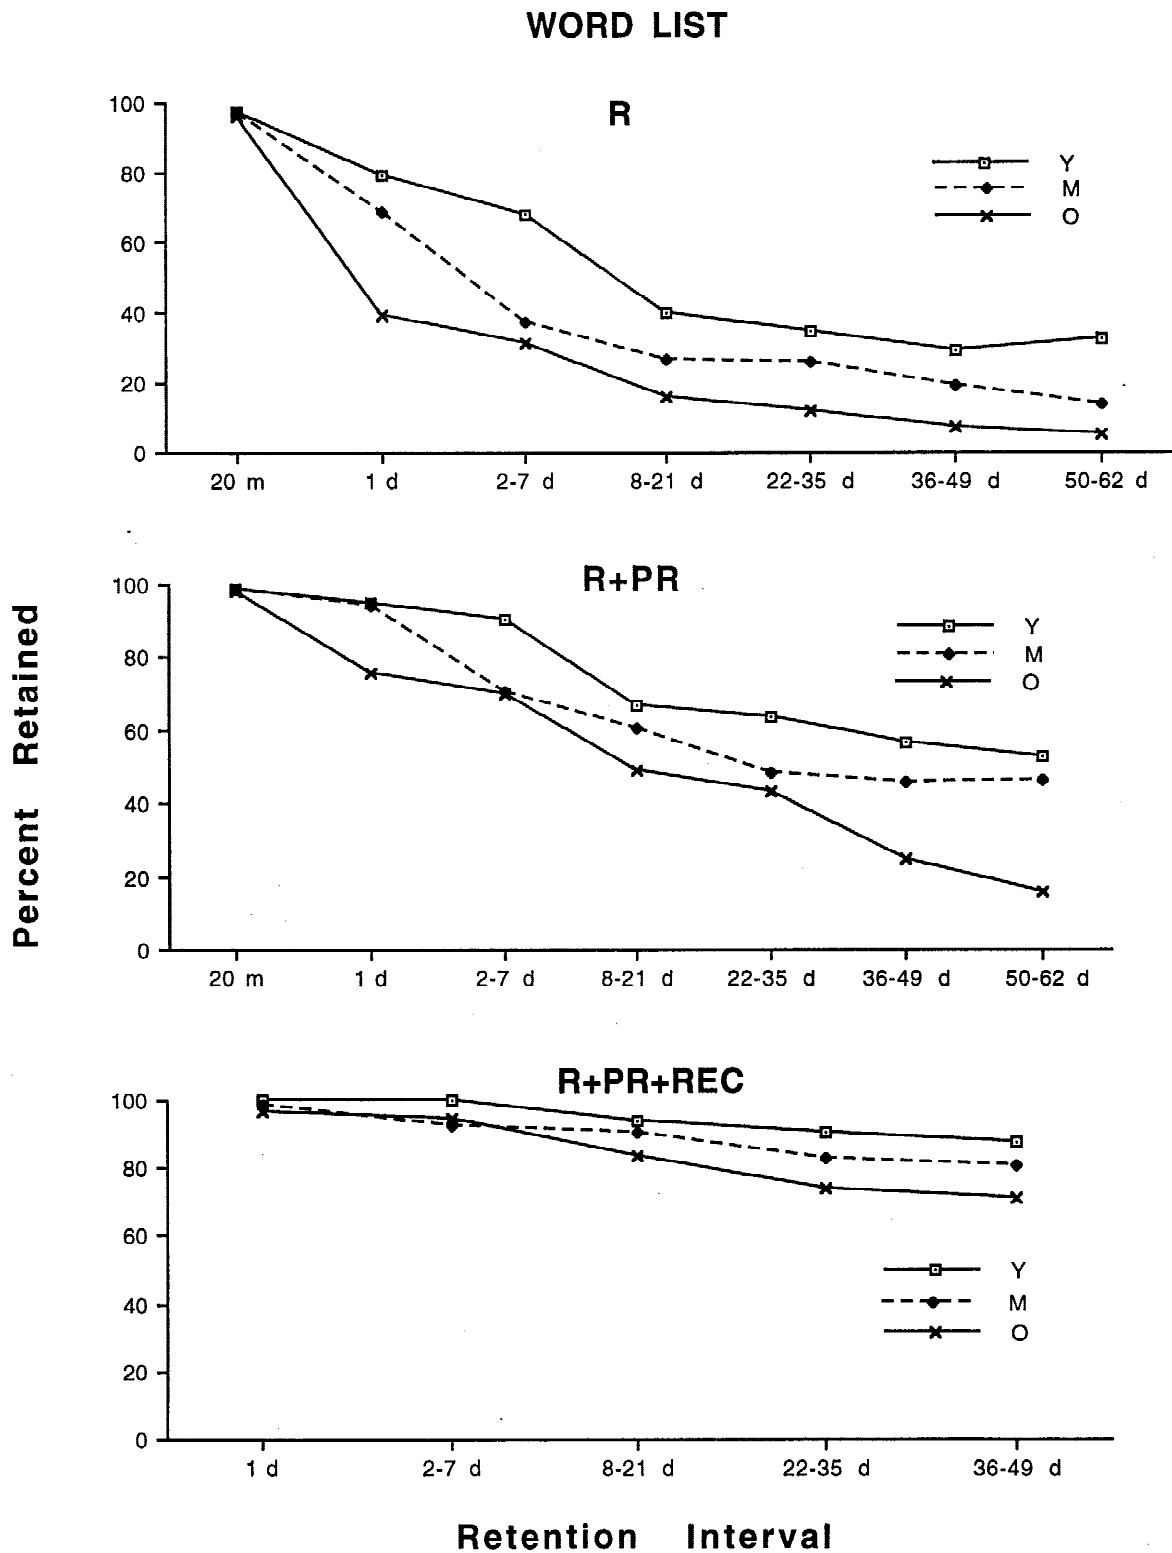 WORD LIST
R
100
80
60
40
20
0
Y
M
O
20 m 1 d 2-7 d 8-21 d 22-35 d 36-49 d 50-62 d
Percent Retained
R+PR
100
80
60
40
20
0
Y
M
O
20 m 1 d 2-7 d 8-21 d 22-35 d 36-49 d 50-62 d
R+PR+REC
100
80
60
40
20
0
Y
M
O
1 d 2-7 d 8-21 d 22-35 d 36-49 d
Retention Interval